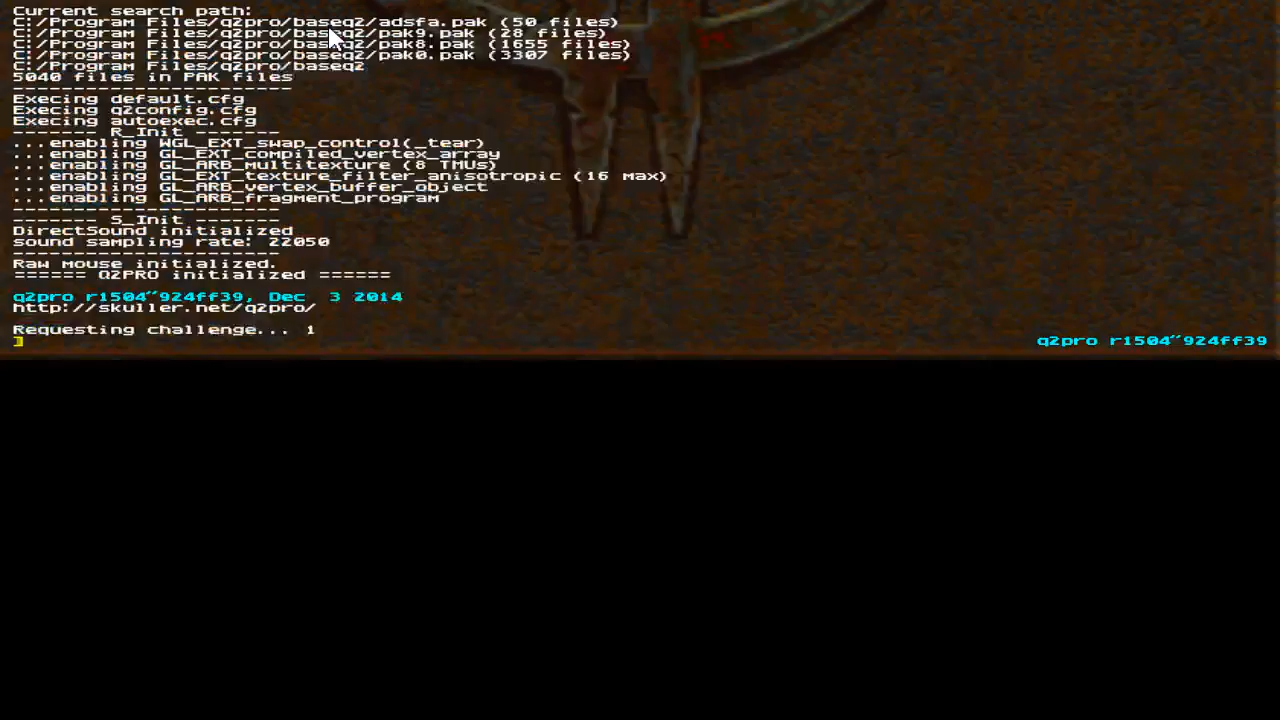 Current search path:
C:/Program Files/q2pro/baseq2/adsfa.pak (50 files)
C:/Program Files/q2pro/baseq2/pak9.pak (28 files)
C:/Program Files/q2pro/baseq2/pak8.pak (1655 files)
C:/Program Files/q2pro/baseq2/pak0.pak (3307 files)
C:/Program Files/q2pro/baseq2
5040 files in PAK files
-----------------------
Execing default.cfg
Execing q2config.cfg
Execing autoexec.cfg
------- R_Init -------
...enabling WGL_EXT_swap_control(_tear)
...enabling GL_EXT_compiled_vertex_array
...enabling GL_ARB_multitexture (8 TMUs)
...enabling GL_EXT_texture_filter_anisotropic (16 max)
...enabling GL_ARB_vertex_buffer_object
...enabling GL_ARB_fragment_program
----------------------
------- S_Init -------
DirectSound initialized
sound sampling rate: 22050
----------------------
Raw mouse initialized.
====== Q2PRO initialized ======
q2pro r1504~924ff39, Dec  3 2014
http://skuller.net/q2pro/
Requesting challenge... 1
]
q2pro r1504~924ff39